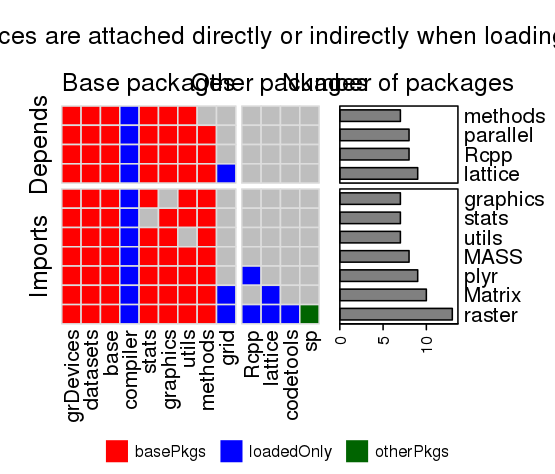 ces are attached directly or indirectly when loading
Base packages Other packages Number of packages
Depends
Imports
methods
parallel
Rcpp
lattice
graphics
stats
utils
MASS
plyr
Matrix
raster
grDevices
datasets
base
compiler
stats
graphics
utils
methods
grid
Rcpp
lattice
codetools
sp
0 5 10
basePkgs loadedOnly otherPkgs